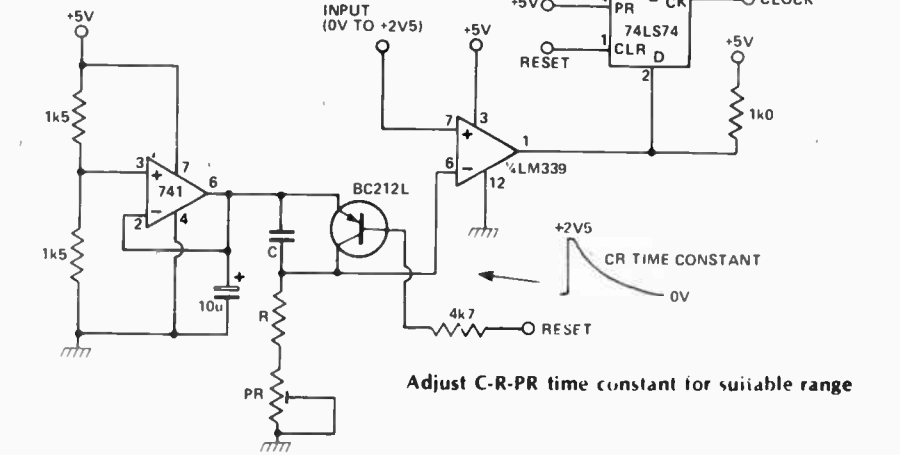 INPUT
(0V TO +2V5)
+5V
+5V
+5V
PR
CK
CLOCK
74LS74
1
CLR
RESET
D
2
+5V
1k5
7
3
+
1
1k0
3
7
+
741
6
6
−
¼LM339
12
2
−
4
BC212L
1k5
C
+
10u
+2V5
CR TIME CONSTANT
0V
R
4k7
RESET
PR
Adjust C-R-PR time constant for suitable range